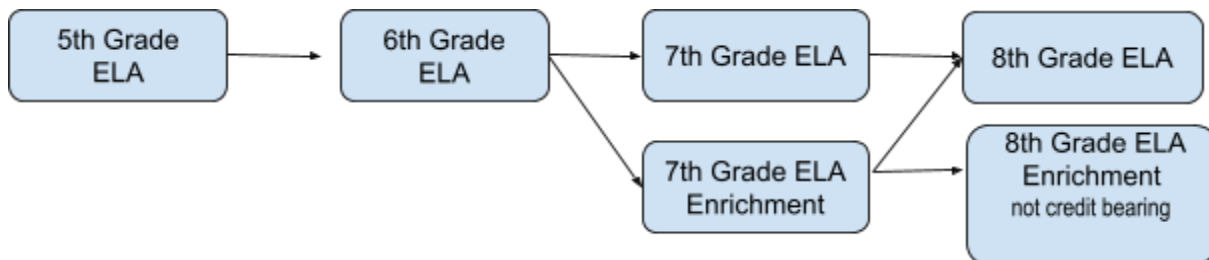 5th Grade
ELA
6th Grade
ELA
7th Grade ELA
8th Grade ELA
7th Grade ELA
Enrichment
8th Grade ELA
Enrichment
not credit bearing